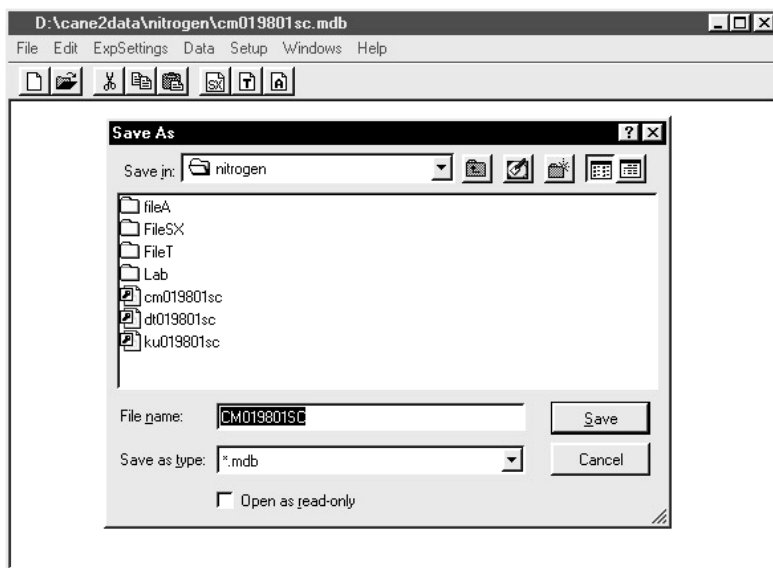 D:\cane2data\nitrogen\cm019801sc.mdb
File Edit ExpSettings Data Setup Windows Help
SX T A
Save As
Save in: nitrogen
fileA
FileSX
FileT
Lab
cm019801sc
dt019801sc
ku019801sc
File name: CM019801SC Save
Save as type: *.mdb Cancel
Open as read-only